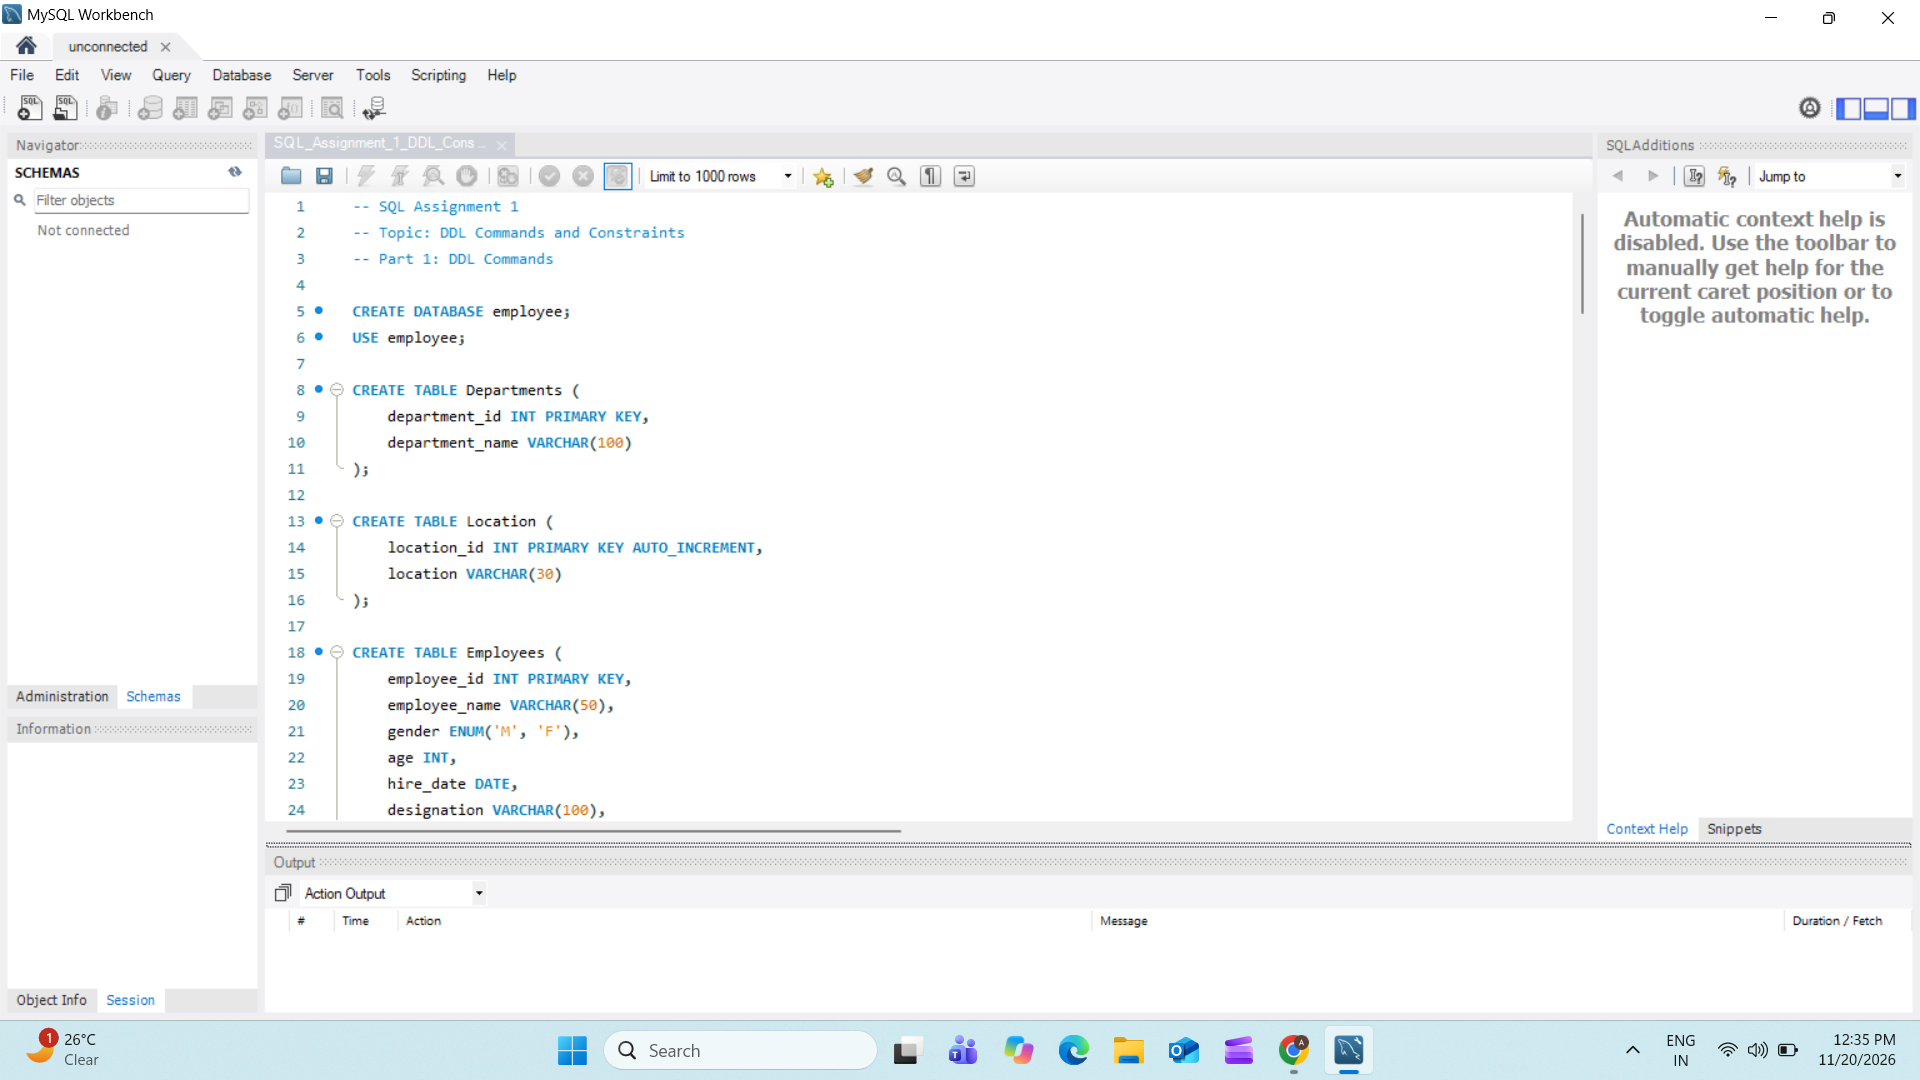 MySQL Workbench
unconnected
File Edit View Query Database Server Tools Scripting Help
Navigator
SCHEMAS
Filter objects
Not connected
Administration Schemas
Information
Object Info Session
SQL_Assignment_1_DDL_Cons...
Limit to 1000 rows
1 -- SQL Assignment 1
2 -- Topic: DDL Commands and Constraints
3 -- Part 1: DDL Commands
4
5 CREATE DATABASE employee;
6 USE employee;
7
8 CREATE TABLE Departments (
9 department_id INT PRIMARY KEY,
10 department_name VARCHAR(100)
11 );
12
13 CREATE TABLE Location (
14 location_id INT PRIMARY KEY AUTO_INCREMENT,
15 location VARCHAR(30)
16 );
17
18 CREATE TABLE Employees (
19 employee_id INT PRIMARY KEY,
20 employee_name VARCHAR(50),
21 gender ENUM('M', 'F'),
22 age INT,
23 hire_date DATE,
24 designation VARCHAR(100),
SQLAdditions
Jump to
Automatic context help is
disabled. Use the toolbar to
manually get help for the
current caret position or to
toggle automatic help.
Context Help Snippets
Output
Action Output
# Time Action Message Duration / Fetch
1
26°C
Clear
Search
ENG
IN
12:35 PM
11/20/2026